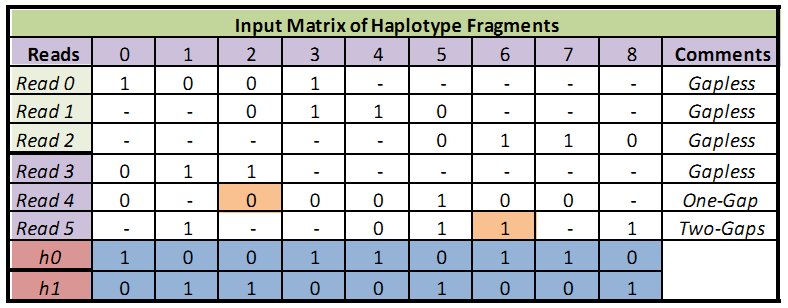 Input Matrix of Haplotype Fragments
Reads 0 1 2 3 4 5 6 7 8 Comments
Read 0 1 0 0 1 - - - - - Gapless
Read 1 - - 0 1 1 0 - - - Gapless
Read 2 - - - - - 0 1 1 0 Gapless
Read 3 0 1 1 - - - - - - Gapless
Read 4 0 - 0 0 0 1 0 0 - One-Gap
Read 5 - 1 - - 0 1 1 - 1 Two-Gaps
h0 1 0 0 1 1 0 1 1 0
h1 0 1 1 0 0 1 0 0 1